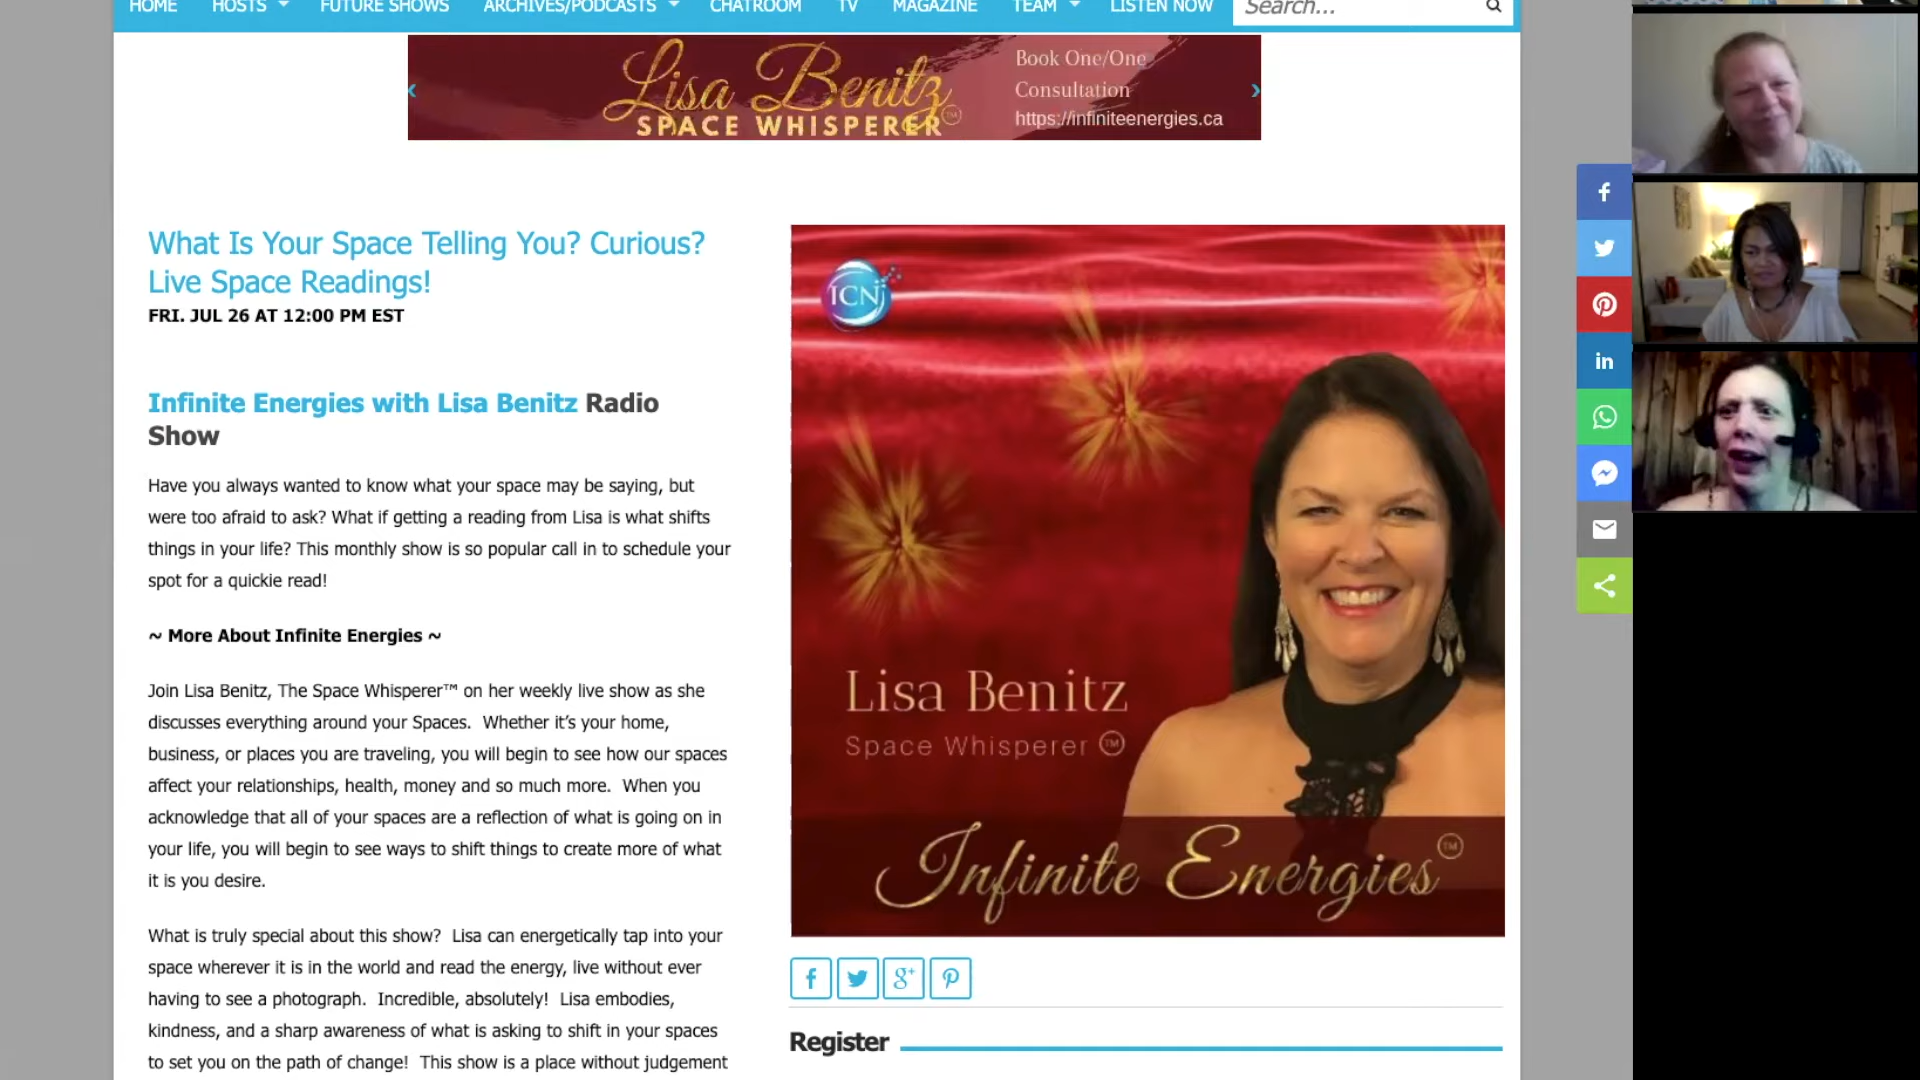 HOME HOSTS FUTURE SHOWS ARCHIVES/PODCASTS CHATROOM TV MAGAZINE TEAM LISTEN NOW Search...
Lisa Benitz
SPACE WHISPERER™
Book One/One
Consultation
https://infiniteenergies.ca
What Is Your Space Telling You? Curious?
Live Space Readings!
FRI. JUL 26 AT 12:00 PM EST
Infinite Energies with Lisa Benitz Radio
Show
Have you always wanted to know what your space may be saying, but
were too afraid to ask? What if getting a reading from Lisa is what shifts
things in your life? This monthly show is so popular call in to schedule your
spot for a quickie read!
~ More About Infinite Energies ~
Join Lisa Benitz, The Space Whisperer™ on her weekly live show as she
discusses everything around your Spaces. Whether it’s your home,
business, or places you are traveling, you will begin to see how our spaces
affect your relationships, health, money and so much more. When you
acknowledge that all of your spaces are a reflection of what is going on in
your life, you will begin to see ways to shift things to create more of what
it is you desire.
What is truly special about this show? Lisa can energetically tap into your
space wherever it is in the world and read the energy, live without ever
having to see a photograph. Incredible, absolutely! Lisa embodies,
kindness, and a sharp awareness of what is asking to shift in your spaces
to set you on the path of change! This show is a place without judgement
ICN
Lisa Benitz
Space Whisperer ™
Infinite Energies ™
Register